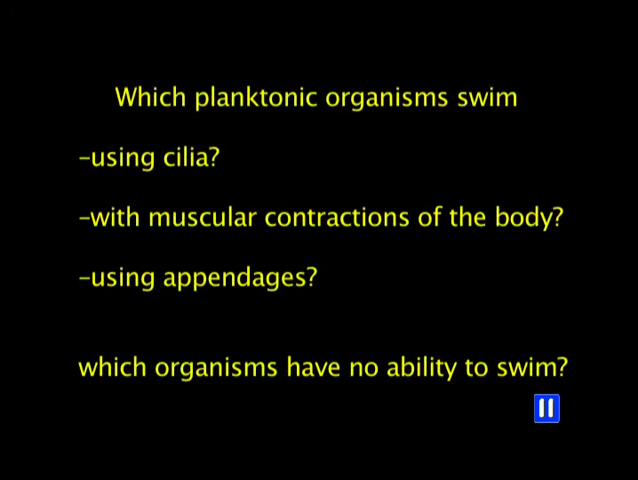 Which planktonic organisms swim
-using cilia?
-with muscular contractions of the body?
-using appendages?
which organisms have no ability to swim?